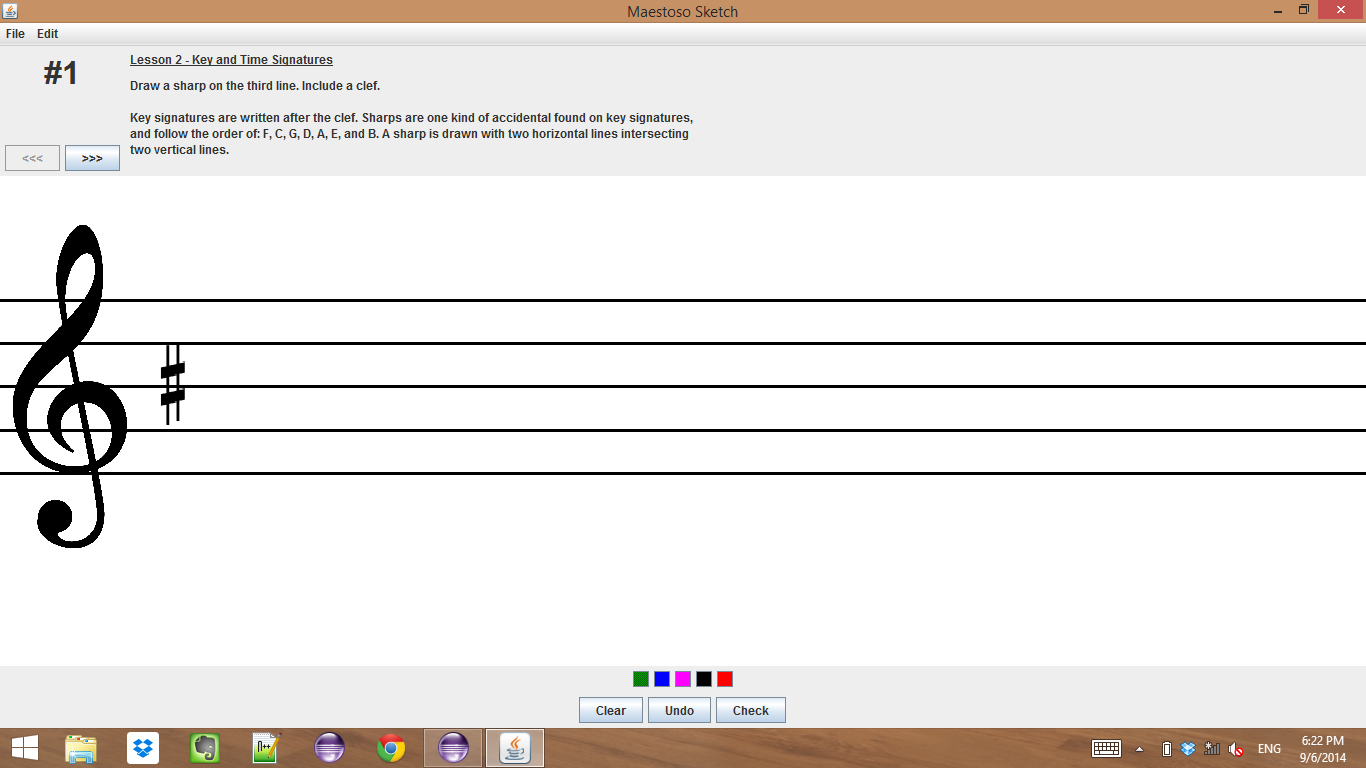 Maestoso Sketch
File Edit
#1
Lesson 2 - Key and Time Signatures
Draw a sharp on the third line. Include a clef.
Key signatures are written after the clef. Sharps are one kind of accidental found on key signatures,
and follow the order of: F, C, G, D, A, E, and B. A sharp is drawn with two horizontal lines intersecting
two vertical lines.
<<< >>>
Clear Undo Check
ENG
6:22 PM
9/6/2014